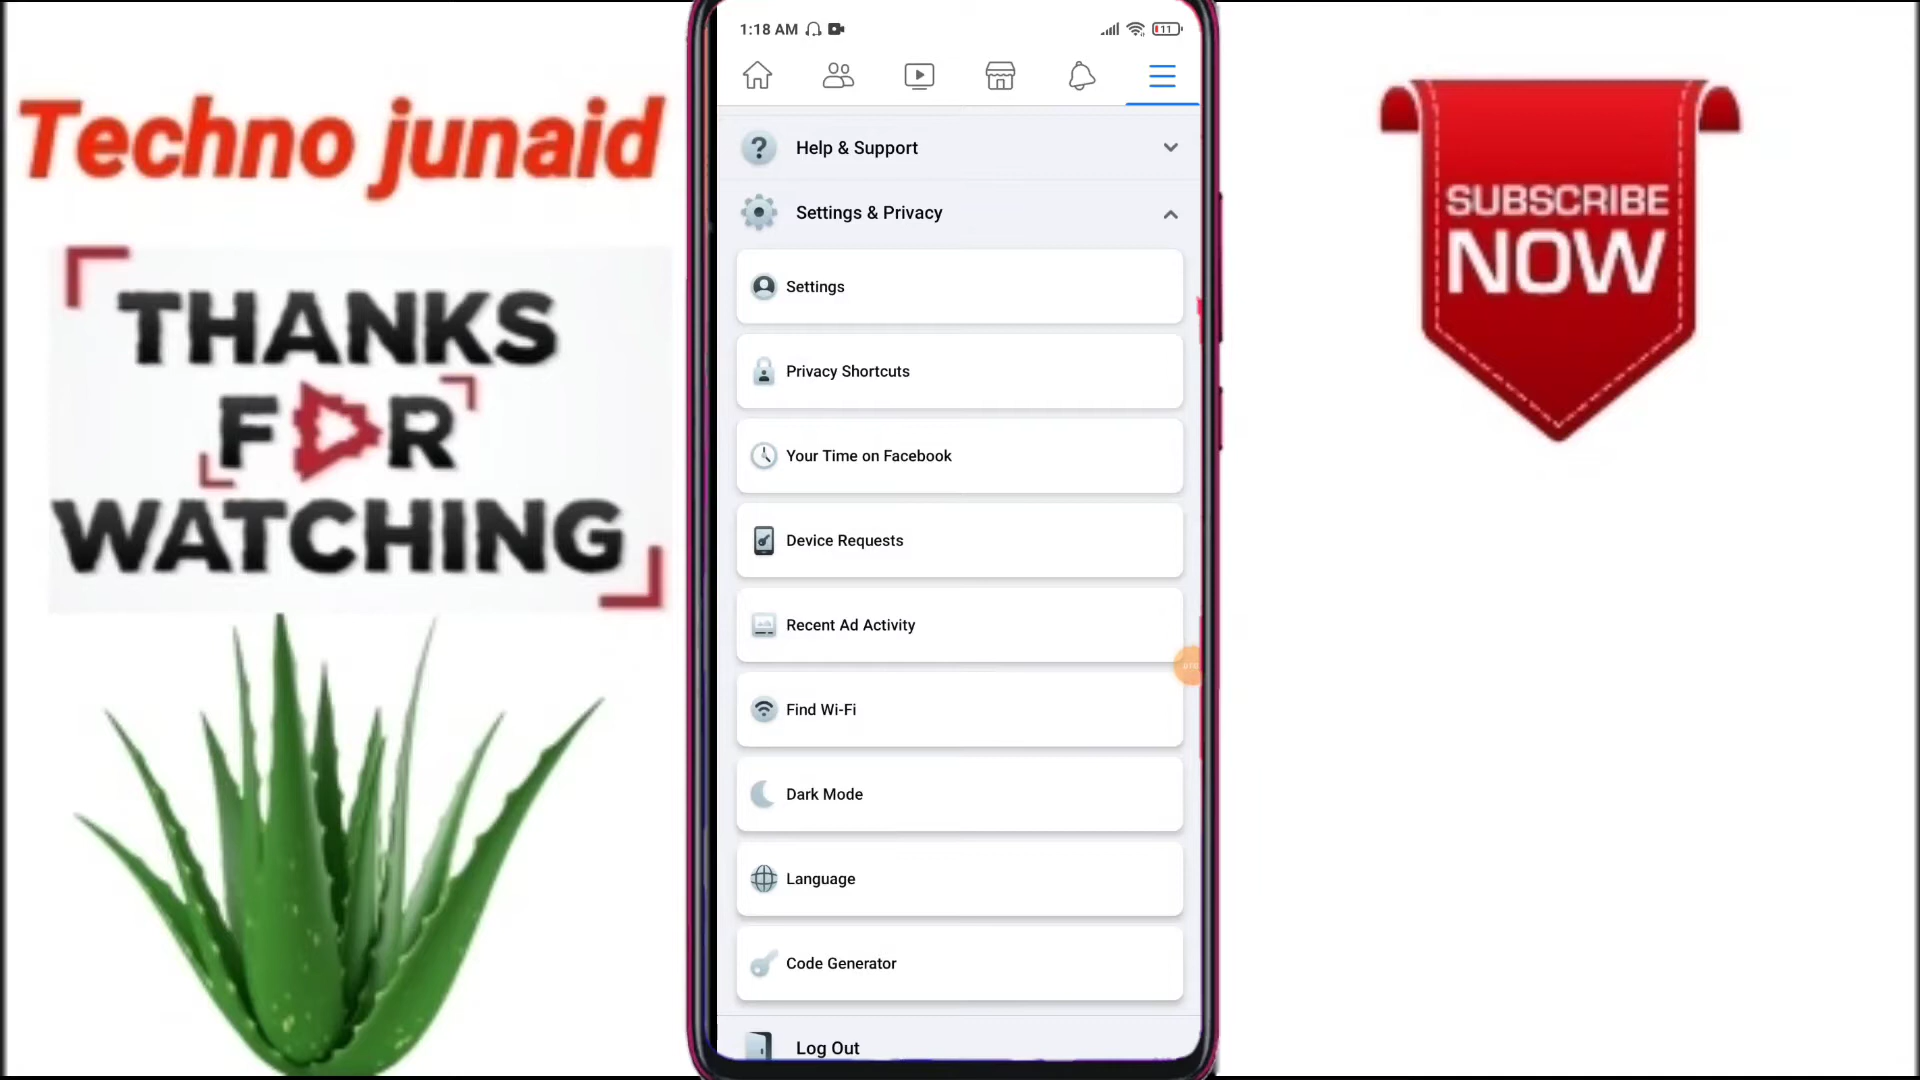 Techno junaid
THANKS
FOR
WATCHING
1:18 AM
11
Help & Support
Settings & Privacy
Settings
Privacy Shortcuts
Your Time on Facebook
Device Requests
Recent Ad Activity
Find Wi-Fi
Dark Mode
Language
Code Generator
Log Out
SUBSCRIBE
NOW